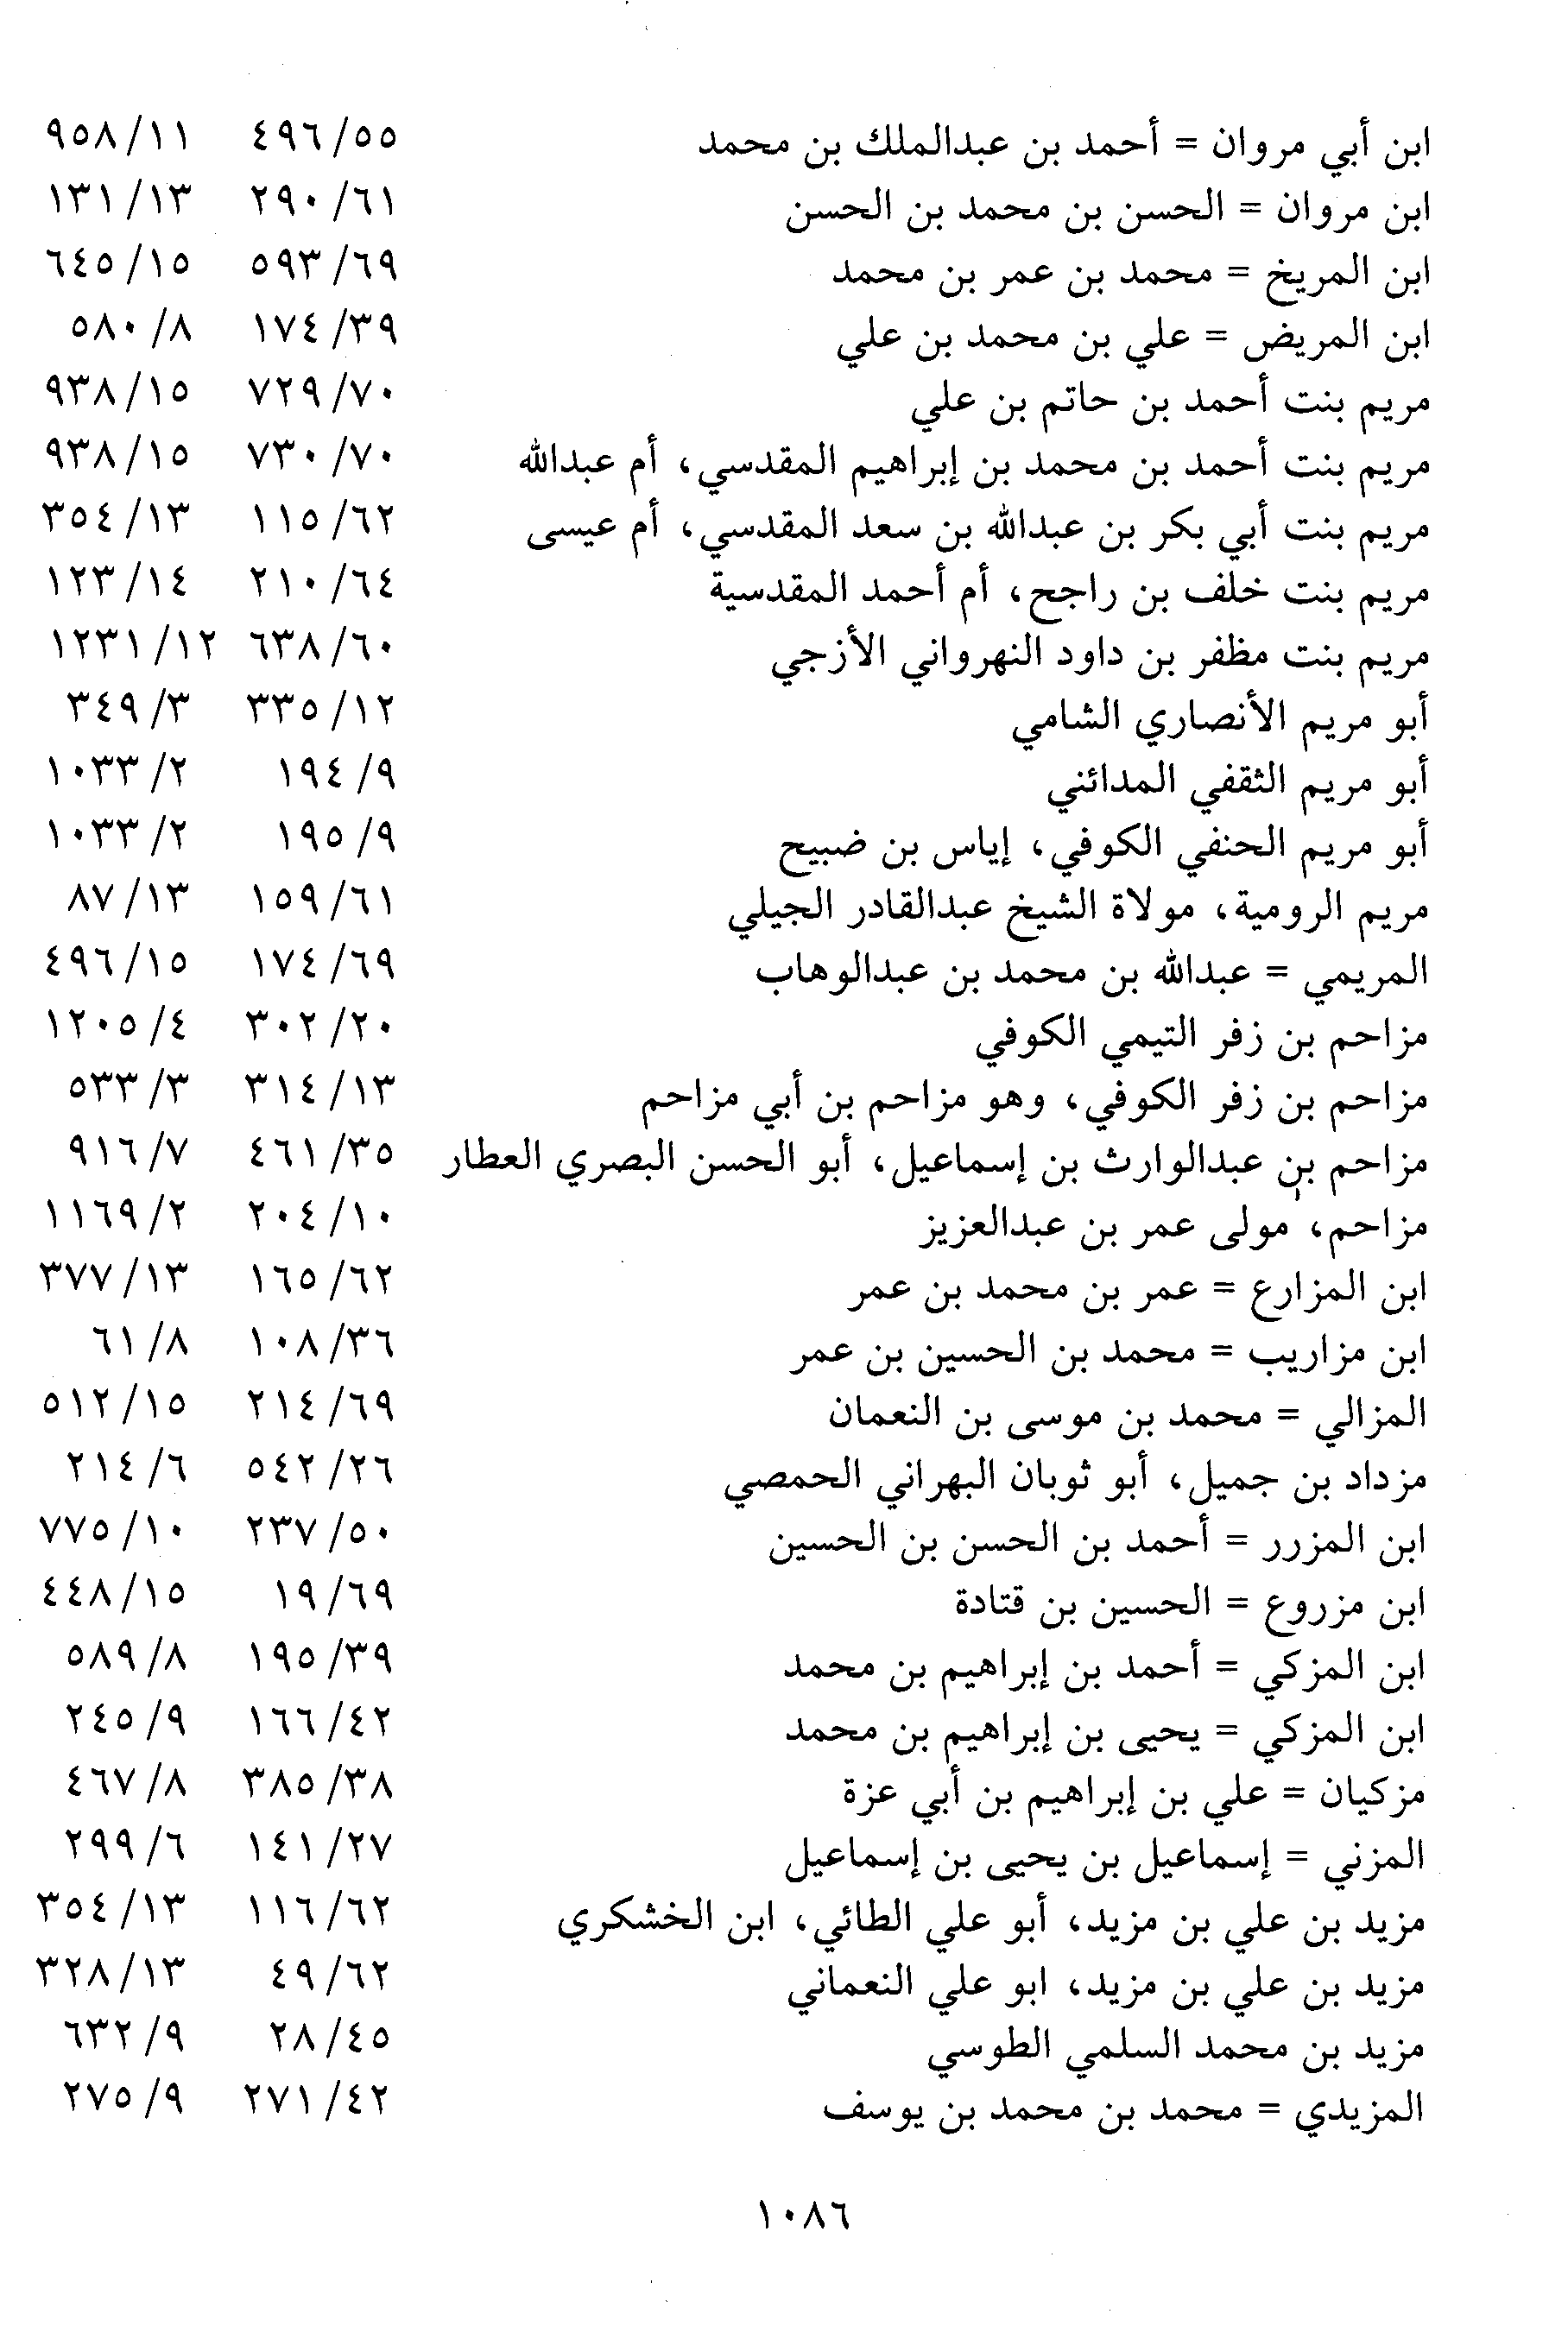 ابن أبي مروان = أحمد بن عبدالملك بن محمد ٤٩٦/٥٥ ٩٥٨/١١
ابن مروان = الحسن بن محمد بن الحسن ٢٩٠/٦١ ١٣١/١٣
ابن المريخ = محمد بن عمر بن محمد ٥٩٣/٦٩ ٦٤٥/١٥
ابن المريض = علي بن محمد بن علي ١٧٤/٣٩ ٥٨٠/٨
مريم بنت أحمد بن حاتم بن علي ٧٢٩/٧٠ ٩٣٨/١٥
مريم بنت أحمد بن محمد بن إبراهيم المقدسي، أم عبدالله ٧٣٠/٧٠ ٩٣٨/١٥
مريم بنت أبي بكر بن عبدالله بن سعد المقدسي، أم عيسى ١١٥/٦٢ ٣٥٤/١٣
مريم بنت خلف بن راجح، أم أحمد المقدسية ٢١٠/٦٤ ١٢٣/١٤
مريم بنت مظفر بن داود النهرواني الأزجي ٦٣٨/٦٠ ١٢٣١/١٢
أبو مريم الأنصاري الشامي ٣٣٥/١٢ ٣٤٩/٣
أبو مريم الثقفي المدائني ١٩٤/٩ ١٠٣٣/٢
أبو مريم الحنفي الكوفي، إياس بن ضبيح ١٩٥/٩ ١٠٣٣/٢
مريم الرومية، مولاة الشيخ عبدالقادر الجيلي ١٥٩/٦١ ٨٧/١٣
المريمي = عبدالله بن محمد بن عبدالوهاب ١٧٤/٦٩ ٤٩٦/١٥
مزاحم بن زفر التيمي الكوفي ٣٠٢/٢٠ ١٢٠٥/٤
مزاحم بن زفر الكوفي، وهو مزاحم بن أبي مزاحم ٣١٤/١٣ ٥٣٣/٣
مزاحم بن عبدالوارث بن إسماعيل، أبو الحسن البصري العطار ٤٦١/٣٥ ٩١٦/٧
مزاحم، مولى عمر بن عبدالعزيز ٢٠٤/١٠ ١١٦٩/٢
ابن المزارع = عمر بن محمد بن عمر ١٦٥/٦٢ ٣٧٧/١٣
ابن مزاريب = محمد بن الحسين بن عمر ١٠٨/٣٦ ٦١/٨
المزالي = محمد بن موسى بن النعمان ٢١٤/٦٩ ٥١٢/١٥
مزداد بن جميل، أبو ثوبان البهراني الحمصي ٥٤٢/٢٦ ٢١٤/٦
ابن المزرر = أحمد بن الحسن بن الحسين ٢٣٧/٥٠ ٧٧٥/١٠
ابن مزروع = الحسين بن قتادة ١٩/٦٩ ٤٤٨/١٥
ابن المزكي = أحمد بن إبراهيم بن محمد ١٩٥/٣٩ ٥٨٩/٨
ابن المزكي = يحيى بن إبراهيم بن محمد ١٦٦/٤٢ ٢٤٥/٩
مزكيان = علي بن إبراهيم بن أبي عزة ٣٨٥/٣٨ ٤٦٧/٨
المزني = إسماعيل بن يحيى بن إسماعيل ١٤١/٢٧ ٢٩٩/٦
مزيد بن علي بن مزيد، أبو علي الطائي، ابن الخشكري ١١٦/٦٢ ٣٥٤/١٣
مزيد بن علي بن مزيد، ابو علي النعماني ٤٩/٦٢ ٣٢٨/١٣
مزيد بن محمد السلمي الطوسي ٢٨/٤٥ ٦٣٢/٩
المزيدي = محمد بن محمد بن يوسف ٢٧١/٤٢ ٢٧٥/٩
١٠٨٦